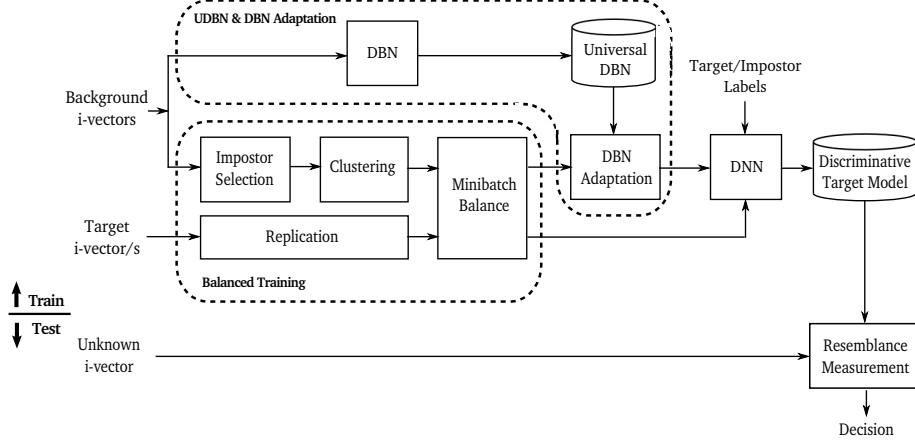 UDBN & DBN Adaptation
DBN
Universal
DBN
Target/Impostor
Labels
Background
i-vectors
Impostor
Selection
Clustering
Minibatch
Balance
DBN
Adaptation
DNN
Discriminative
Target Model
Target
i-vector/s
Replication
Balanced Training
Train
Test
Unknown
i-vector
Resemblance
Measurement
Decision